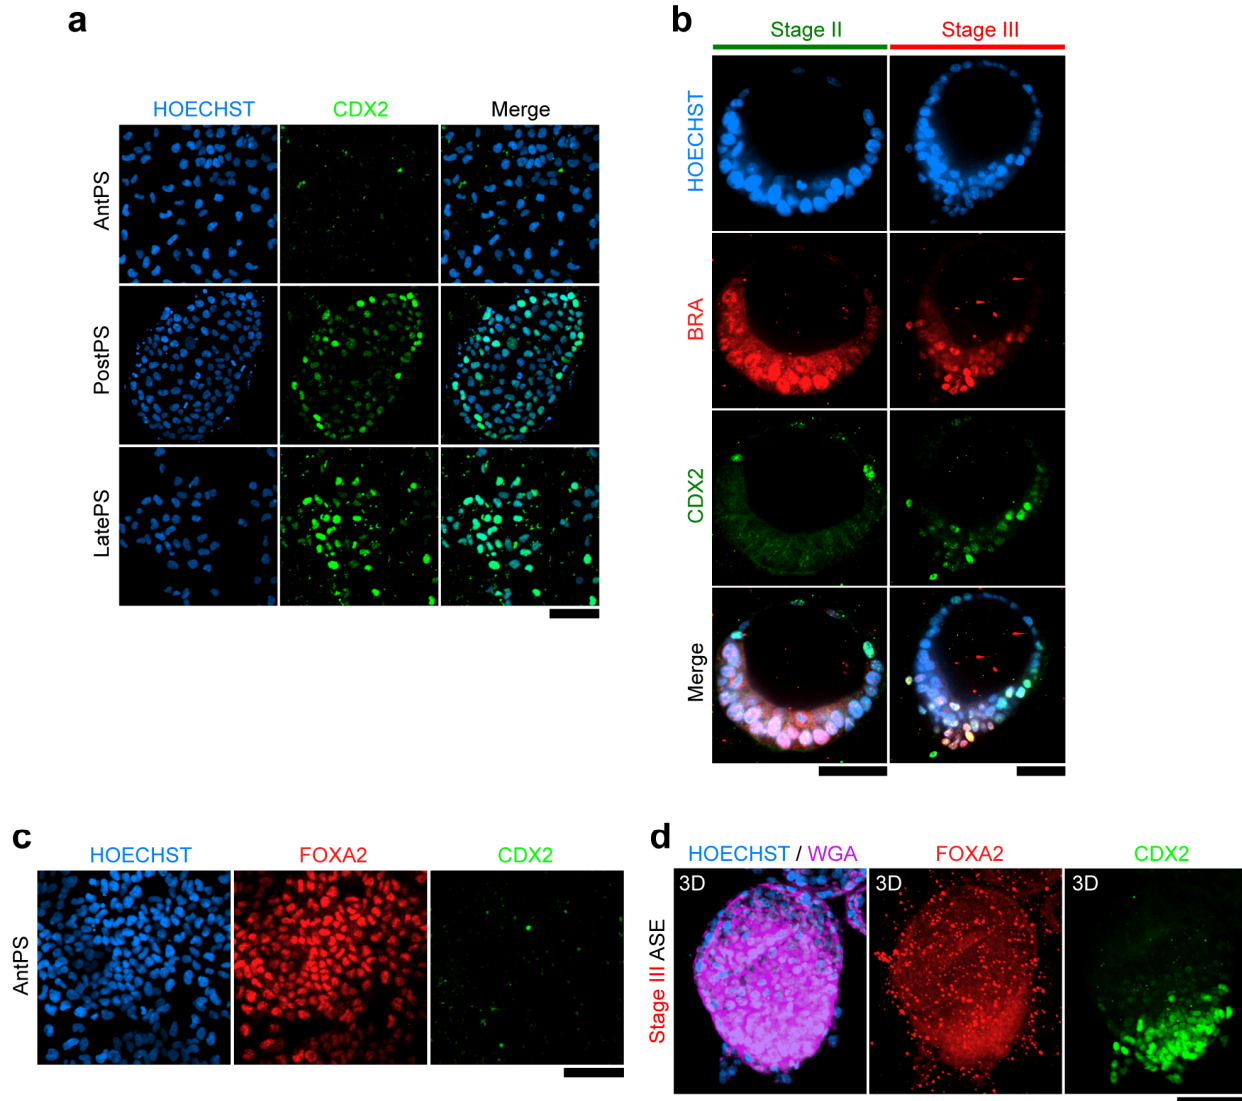 a
HOECHST CDX2 Merge
AntPS
PostPS
LatePS
b
Stage II Stage III
HOECHST
BRA
CDX2
Merge
c
HOECHST FOXA2 CDX2
AntPS
d
HOECHST / WGA FOXA2 CDX2
3D 3D 3D
Stage III ASE